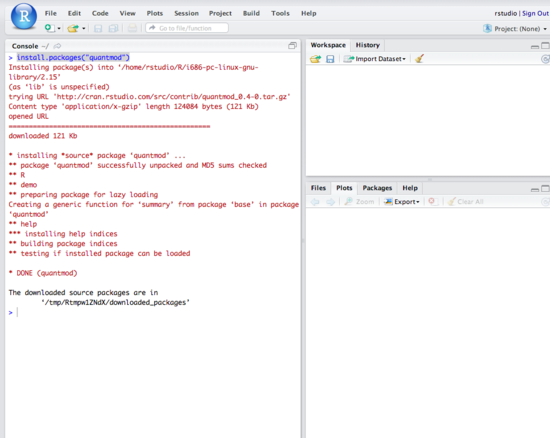 File Edit Code View Plots Session Project Build Tools Help
rstudio | Sign Out
R
Go to file/function
Project: (None)
Console ~/
> install.packages("quantmod")
Installing package(s) into ‘/home/rstudio/R/i686-pc-linux-gnu-
library/2.15’
(as ‘lib’ is unspecified)
trying URL 'http://cran.rstudio.com/src/contrib/quantmod_0.4-0.tar.gz'
Content type 'application/x-gzip' length 124084 bytes (121 Kb)
opened URL
==================================================
downloaded 121 Kb
* installing *source* package ‘quantmod’ ...
** package ‘quantmod’ successfully unpacked and MD5 sums checked
** R
** demo
** preparing package for lazy loading
Creating a generic function for ‘summary’ from package ‘base’ in package
‘quantmod’
** help
*** installing help indices
** building package indices
** testing if installed package can be loaded
* DONE (quantmod)
The downloaded source packages are in
‘/tmp/Rtmpw1ZNdX/downloaded_packages’
>
Workspace History
Import Dataset
Files Plots Packages Help
Zoom Export Clear All